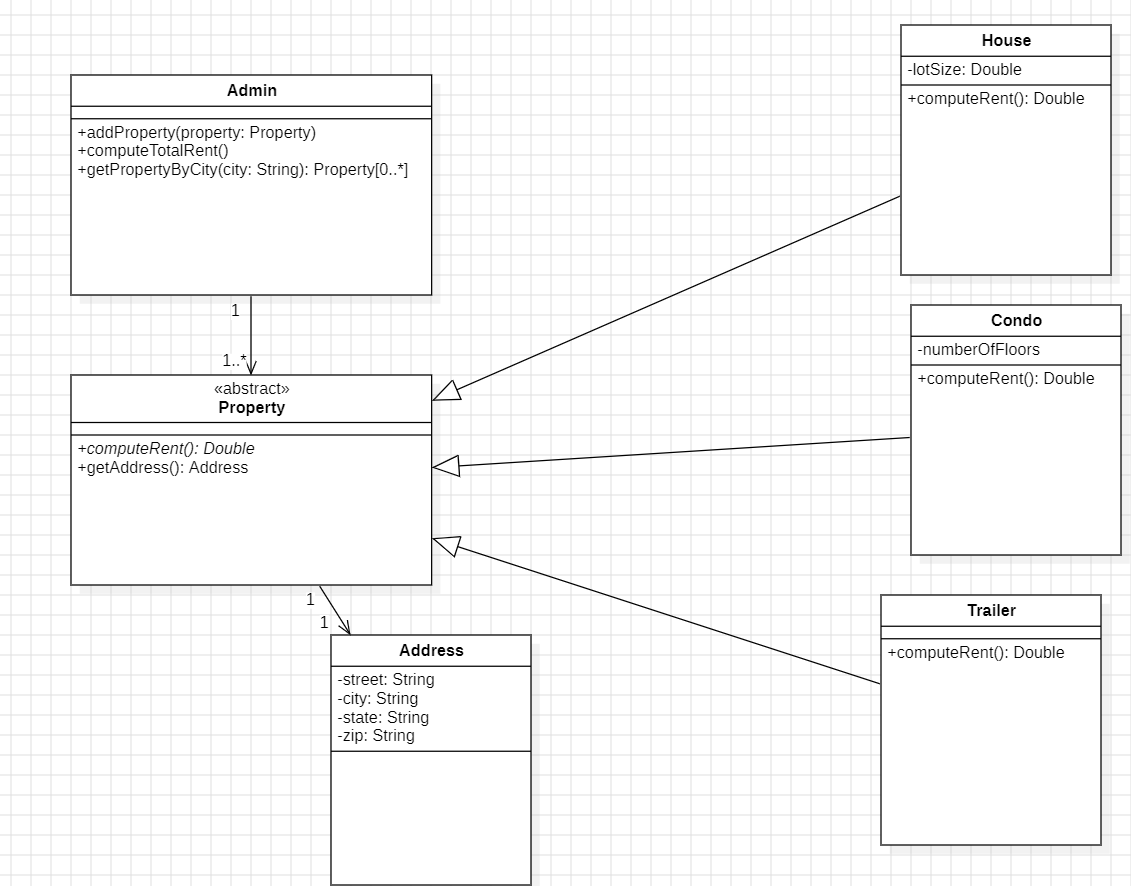 Admin
+addProperty(property: Property)
+computeTotalRent()
+getPropertyByCity(city: String): Property[0..*]
1
1..*
«abstract»
Property
+computeRent(): Double
+getAddress(): Address
1
1
Address
-street: String
-city: String
-state: String
-zip: String
House
-lotSize: Double
+computeRent(): Double
Condo
-numberOfFloors
+computeRent(): Double
Trailer
+computeRent(): Double